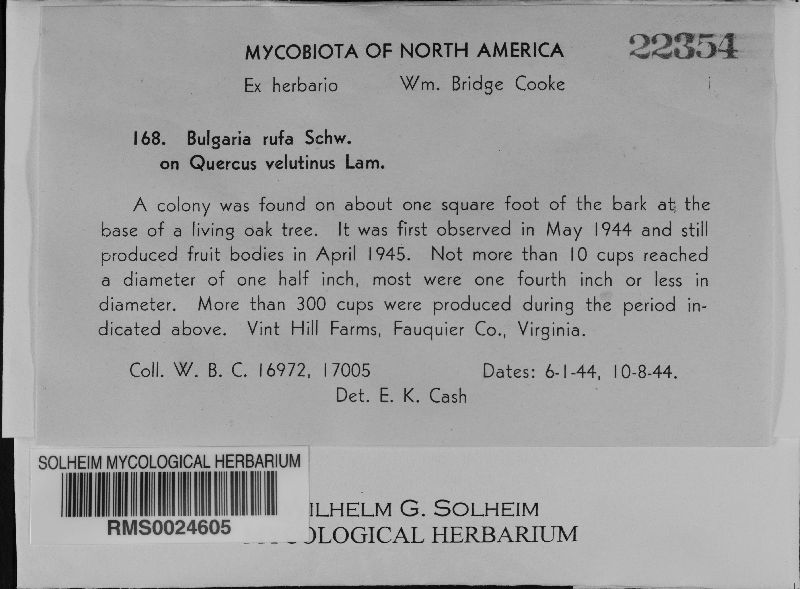 MYCOBIOTA OF NORTH AMERICA
22354
Ex herbario Wm. Bridge Cooke
168. Bulgaria rufa Schw.
on Quercus velutinus Lam.
A colony was found on about one square foot of the bark at the
base of a living oak tree. It was first observed in May 1944 and still
produced fruit bodies in April 1945. Not more than 10 cups reached
a diameter of one half inch, most were one fourth inch or less in
diameter. More than 300 cups were produced during the period in-
dicated above. Vint Hill Farms, Fauquier Co., Virginia.
Coll. W. B. C. 16972, 17005 Dates: 6-1-44, 10-8-44.
Det. E. K. Cash
SOLHEIM MYCOLOGICAL HERBARIUM
RMS0024605
ILHELM G. SOLHEIM
OLOGICAL HERBARIUM